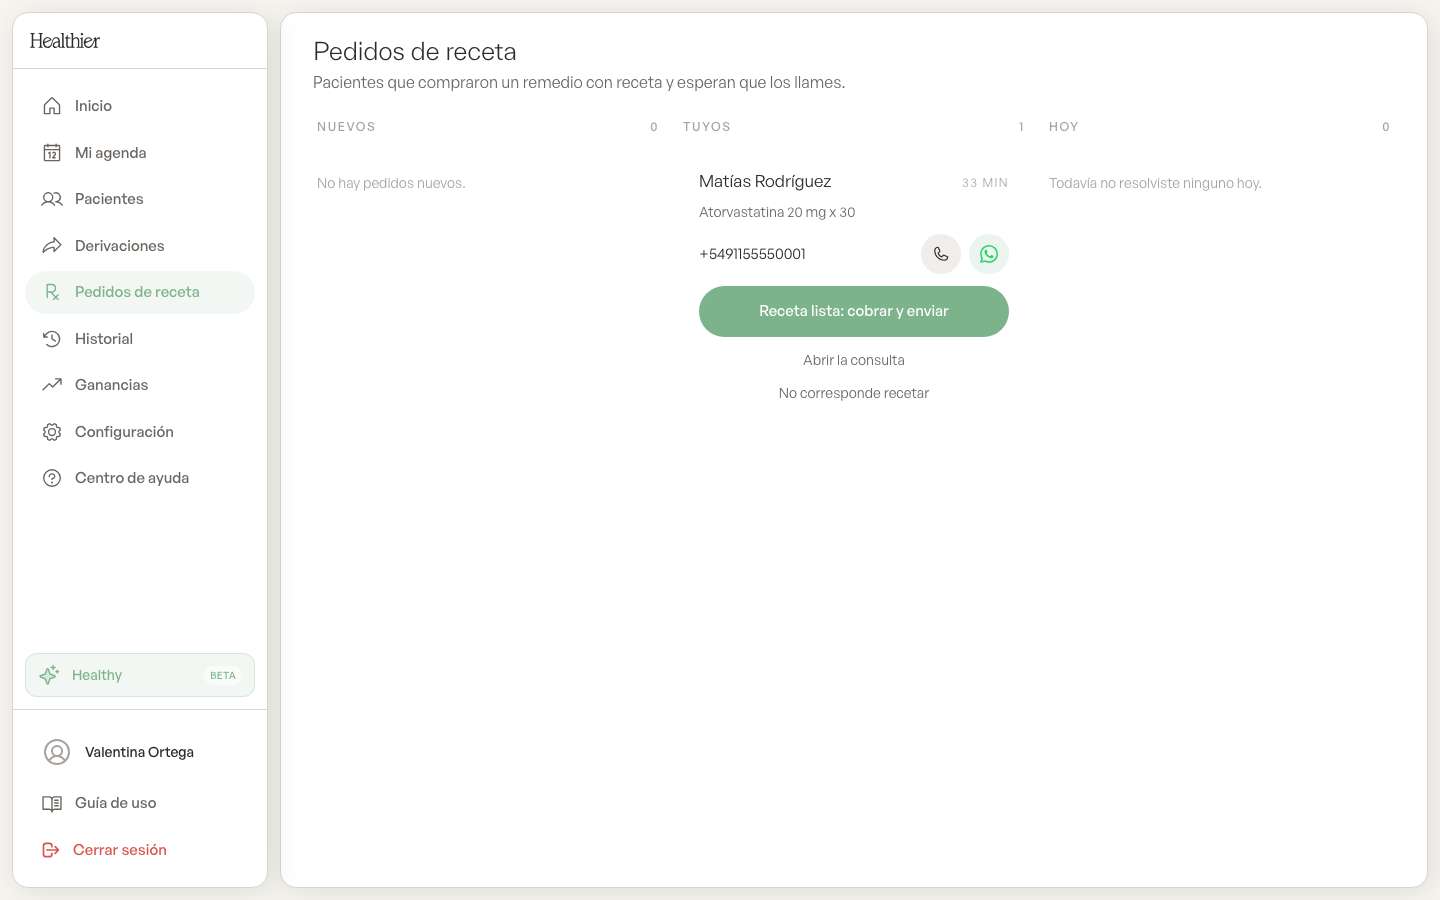 Healthier
Inicio
Mi agenda
Pacientes
Derivaciones
Pedidos de receta
Historial
Ganancias
Configuración
Centro de ayuda
Healthy BETA
Valentina Ortega
Guía de uso
Cerrar sesión
Pedidos de receta
Pacientes que compraron un remedio con receta y esperan que los llames.
NUEVOS 0
No hay pedidos nuevos.
TUYOS 1
Matías Rodríguez 33 MIN
Atorvastatina 20 mg x 30
+5491155550001
Receta lista: cobrar y enviar
Abrir la consulta
No corresponde recetar
HOY 0
Todavía no resolviste ninguno hoy.